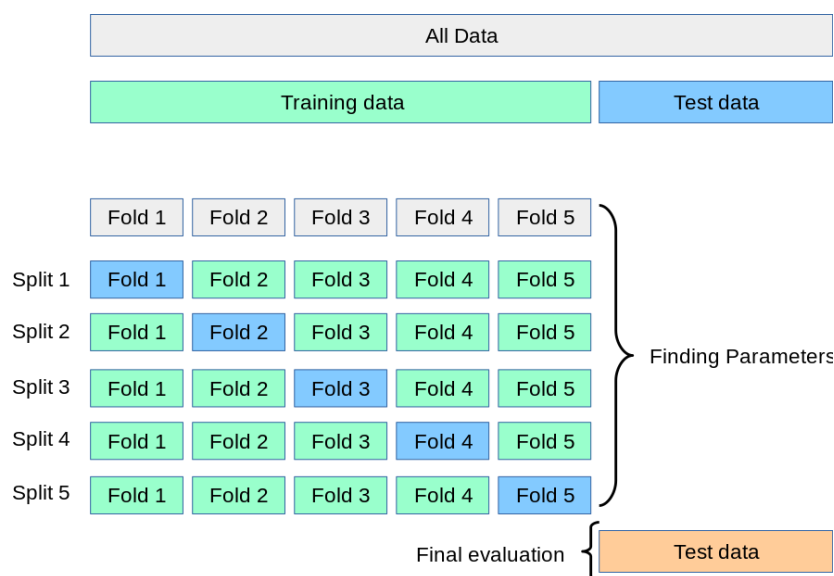 All Data
Training data Test data
Fold 1 Fold 2 Fold 3 Fold 4 Fold 5
Split 1 Fold 1 Fold 2 Fold 3 Fold 4 Fold 5
Split 2 Fold 1 Fold 2 Fold 3 Fold 4 Fold 5
Finding Parameters
Split 3 Fold 1 Fold 2 Fold 3 Fold 4 Fold 5
Split 4 Fold 1 Fold 2 Fold 3 Fold 4 Fold 5
Split 5 Fold 1 Fold 2 Fold 3 Fold 4 Fold 5
Final evaluation Test data